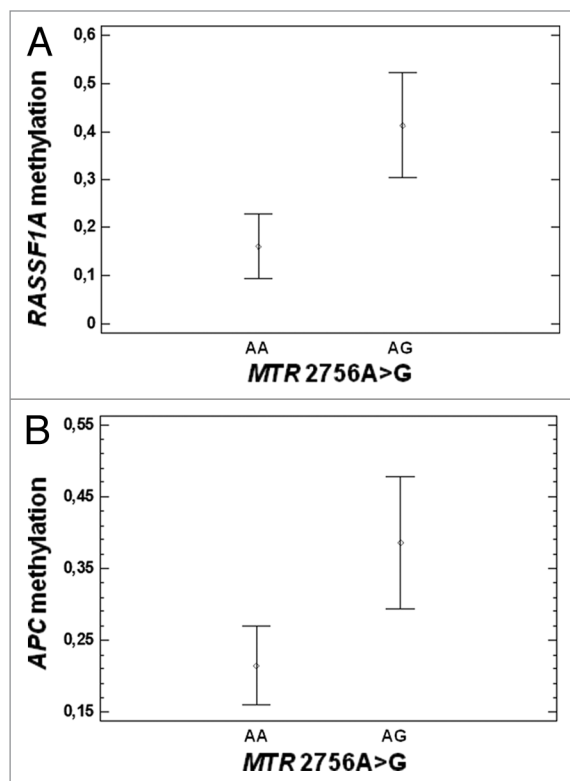 A
0,6
0,5
0,4
0,3
0,2
0,1
0
RASSF1A methylation
AA AG
MTR 2756A>G
B
0,55
0,45
0,35
0,25
0,15
APC methylation
AA AG
MTR 2756A>G